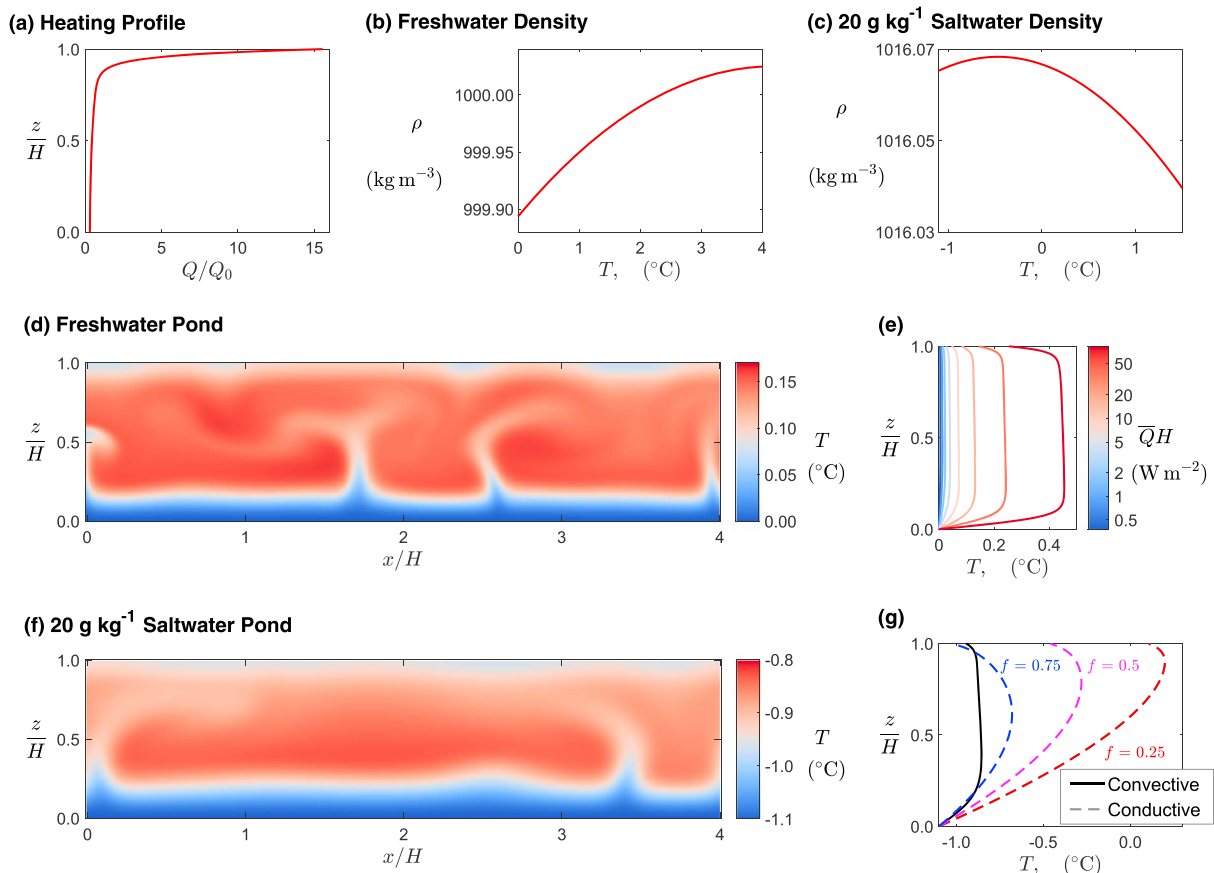 (a) Heating Profile
1.0
z/H
0.5
0.0
0 5 10 15
Q/Q₀
(b) Freshwater Density
1000.00
ρ
999.95
(kg m⁻³)
999.90
0 1 2 3 4
T, (°C)
(c) 20 g kg⁻¹ Saltwater Density
1016.07
ρ
1016.05
(kg m⁻³)
1016.03
-1 0 1
T, (°C)
(d) Freshwater Pond
1.0
z/H
0.5
0.0
0 1 2 3 4
x/H
0.15
0.10
0.05
0.00
T
(°C)
(e)
1.0
z/H
0.5
0.0
0 0.2 0.4
T, (°C)
50
20
10
5
2
1
0.5
Q̅H
(W m⁻²)
(f) 20 g kg⁻¹ Saltwater Pond
1.0
z/H
0.5
0.0
0 1 2 3 4
x/H
-0.8
-0.9
-1.0
-1.1
T
(°C)
(g)
1.0
z/H
0.5
0.0
f = 0.75
f = 0.5
f = 0.25
Convective
Conductive
-1.0 -0.5 0.0
T, (°C)